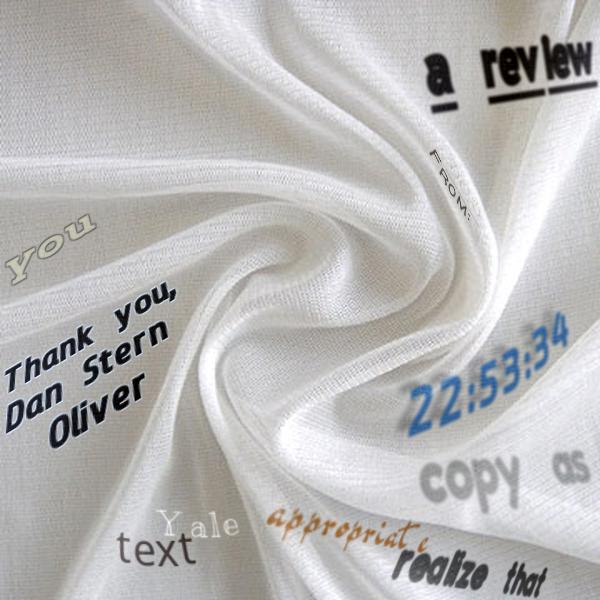 a review
FROM:
you
Thank you,
Dan Stern
Oliver
22:53:34
copy as
Yale
appropriate
text
realize that